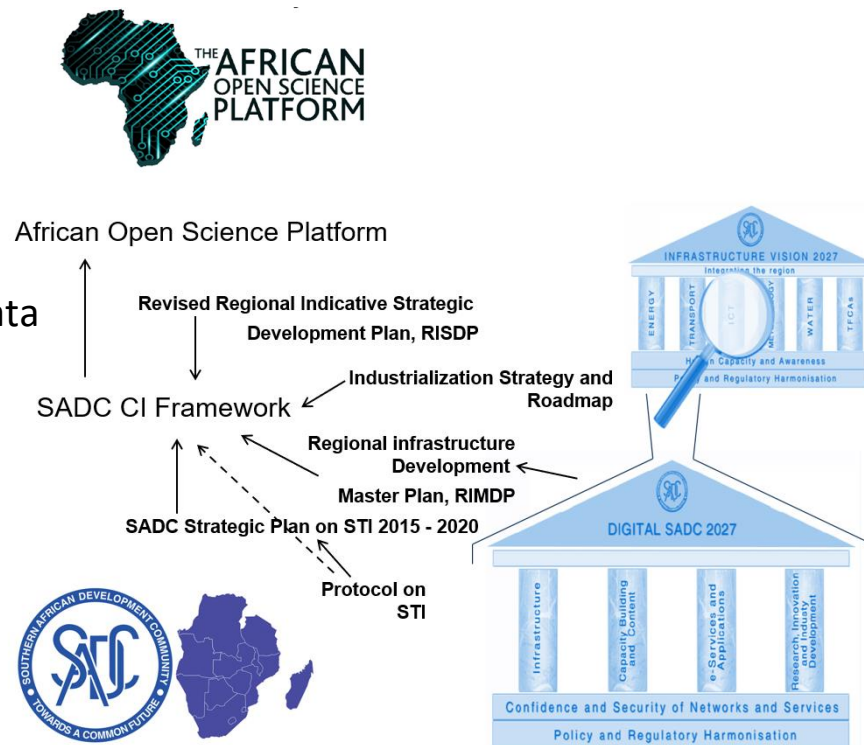 THE AFRICAN
OPEN SCIENCE
PLATFORM
African Open Science Platform
ata
Revised Regional Indicative Strategic
Development Plan, RISDP
SADC CI Framework
Industrialization Strategy and
Roadmap
Regional infrastructure
Development
Master Plan, RIMDP
SADC Strategic Plan on STI 2015 - 2020
Protocol on
STI
SOUTHERN AFRICAN DEVELOPMENT COMMUNITY
SADC
TOWARDS A COMMON FUTURE
SADC
INFRASTRUCTURE VISION 2027
Integrating the region
ENERGY
TRANSPORT
ICT
WATER
TFCAs
Capacity and Awareness
and Regulatory Harmonisation
SADC
DIGITAL SADC 2027
Infrastructure
Capacity Building
and Content
e-Services and
Applications
Research, Innovation
and Industy
Development
Confidence and Security of Networks and Services
Policy and Regulatory Harmonisation